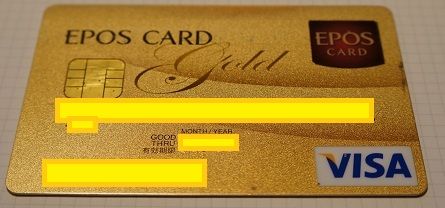 EPOS CARD
Gold
EPOS
CARD
MONTH / YEAR
GOOD
THRU
有効期限
VISA